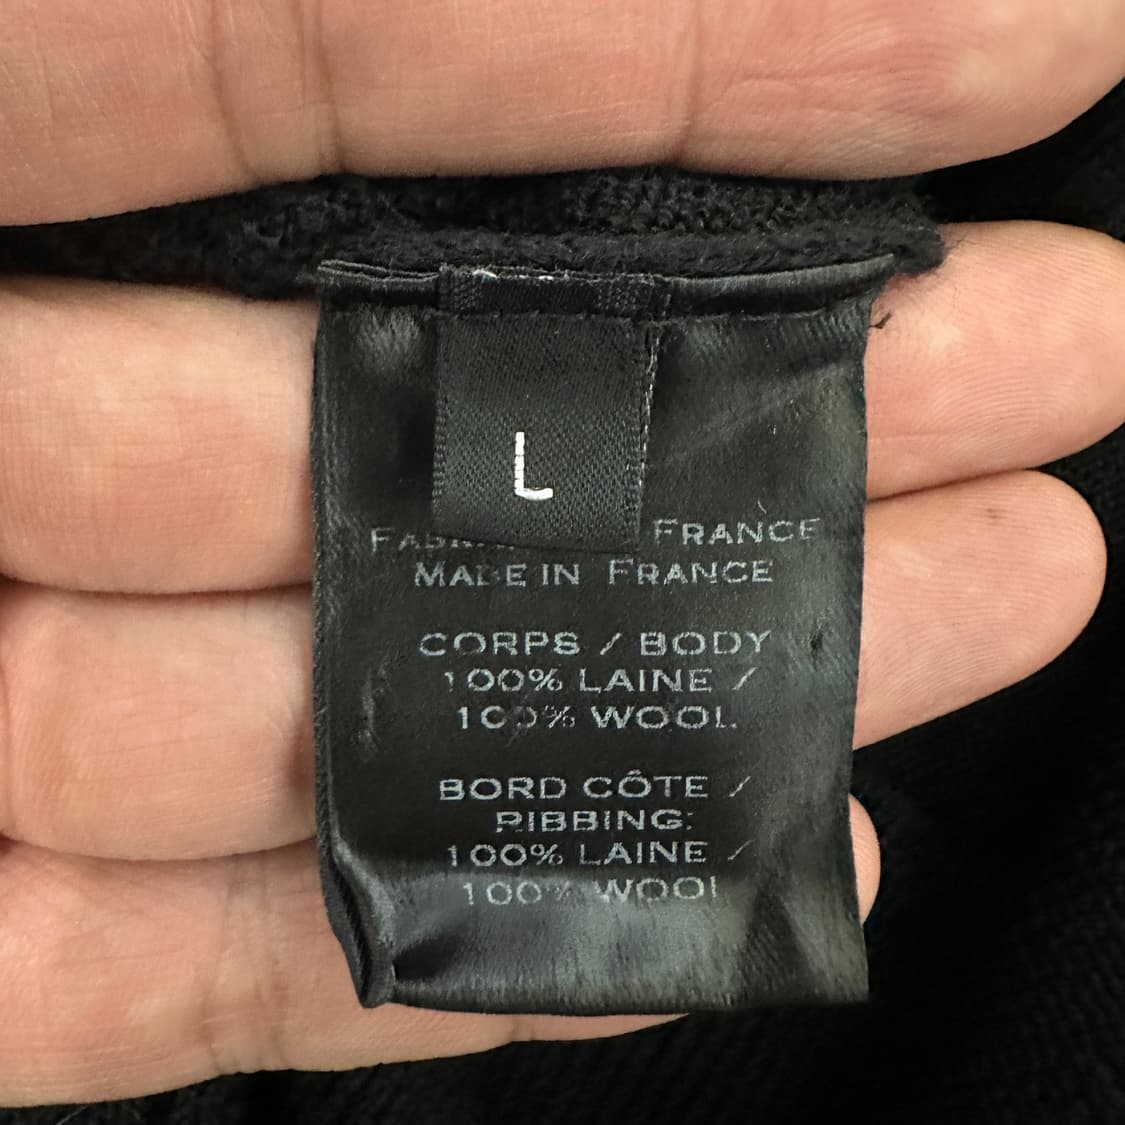 L
FRANCE
MADE IN FRANCE
CORPS / BODY
100% LAINE /
100% WOOL
BORD CÔTE /
RIBBING:
100% LAINE /
100% WOOL